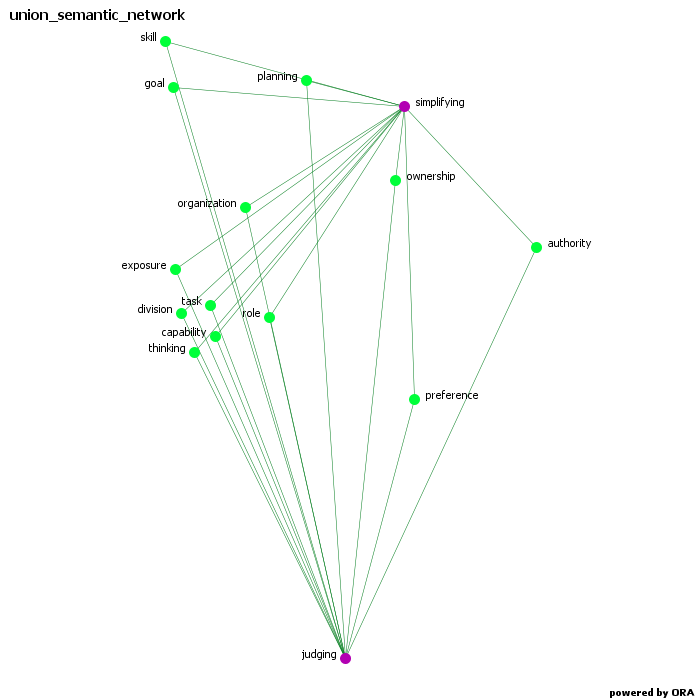 union_semantic_network
skill
planning
goal
simplifying
ownership
organization
authority
exposure
task
division
role
capability
thinking
preference
judging
powered by ORA